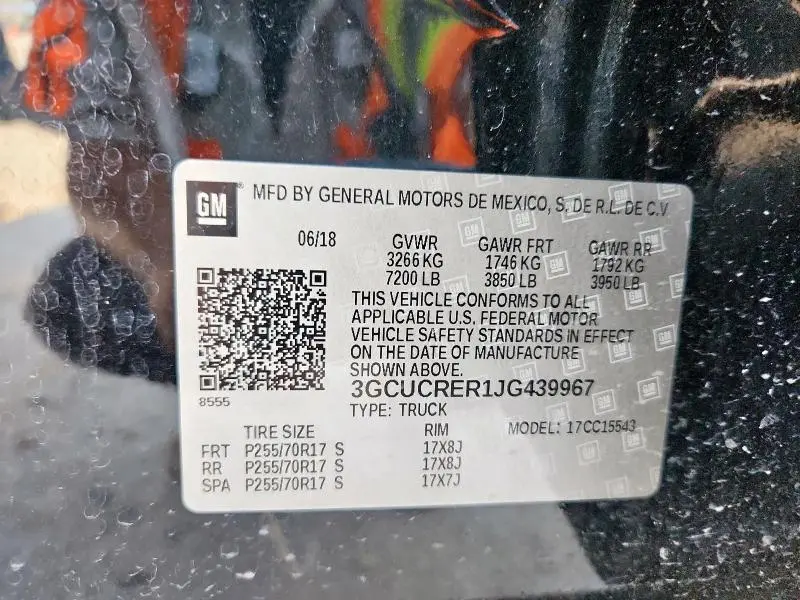 GM ® MFD BY GENERAL MOTORS DE MEXICO, S. DE R.L. DE C.V
06/18 GVWR GAWR FRT GAWR RR
3266 KG 1746 KG 1792 KG
7200 LB 3850 LB 3950 LB
THIS VEHICLE CONFORMS TO ALL
APPLICABLE U.S. FEDERAL MOTOR
VEHICLE SAFETY STANDARDS IN EFFECT
ON THE DATE OF MANUFACTURE
SHOWN ABOVE.
8555
3GCUCRER1JG439967
TYPE: TRUCK
TIRE SIZE RIM MODEL: 17CC15543
FRT P255/70R17 S 17X8J
RR P255/70R17 S 17X8J
SPA P255/70R17 S 17X7J